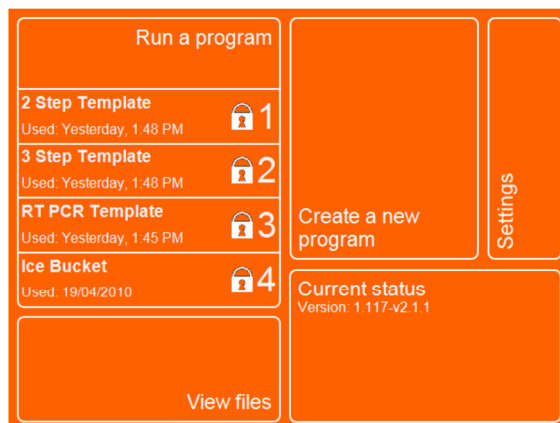 Run a program
2 Step Template
Used: Yesterday, 1:48 PM
1
3 Step Template
Used: Yesterday, 1:48 PM
2
RT PCR Template
Used: Yesterday, 1:45 PM
3
Ice Bucket
Used: 19/04/2010
4
View files
Create a new
program
Settings
Current status
Version: 1.117-v2.1.1